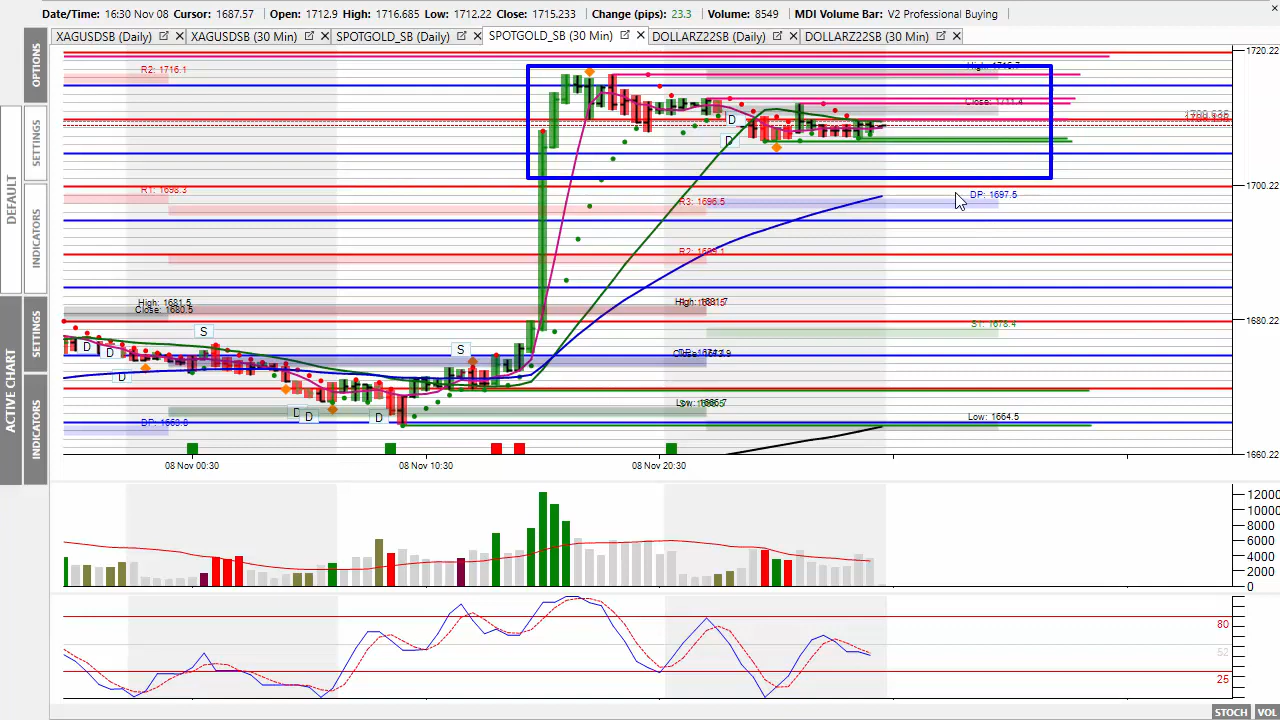 Date/Time: 16:30 Nov 08 Cursor: 1687.57 Open: 1712.9 High: 1716.685 Low: 1712.22 Close: 1715.233 Change (pips): 23.3 Volume: 8549 MDI Volume Bar: V2 Professional Buying
XAGUSDSB (Daily) XAGUSDSB (30 Min) SPOTGOLD_SB (Daily) SPOTGOLD_SB (30 Min) DOLLARZ22SB (Daily) DOLLARZ22SB (30 Min)
OPTIONS
SETTINGS
INDICATORS
DEFAULT
SETTINGS
INDICATORS
ACTIVE CHART
1720.22
R2: 1716.1
Close: 1711.4
D
D
1700.22
R1: 1698.3
DP: 1697.5
R3: 1696.5
High: 1681.5
Close: 1680.5
1680.22
S1: 1678.4
S
S
D
D
D
D
D
D
Low: 1664.5
1660.22
08 Nov 00:30
08 Nov 10:30
08 Nov 20:30
12000
10000
8000
6000
4000
2000
0
80
52
25
STOCH VOL